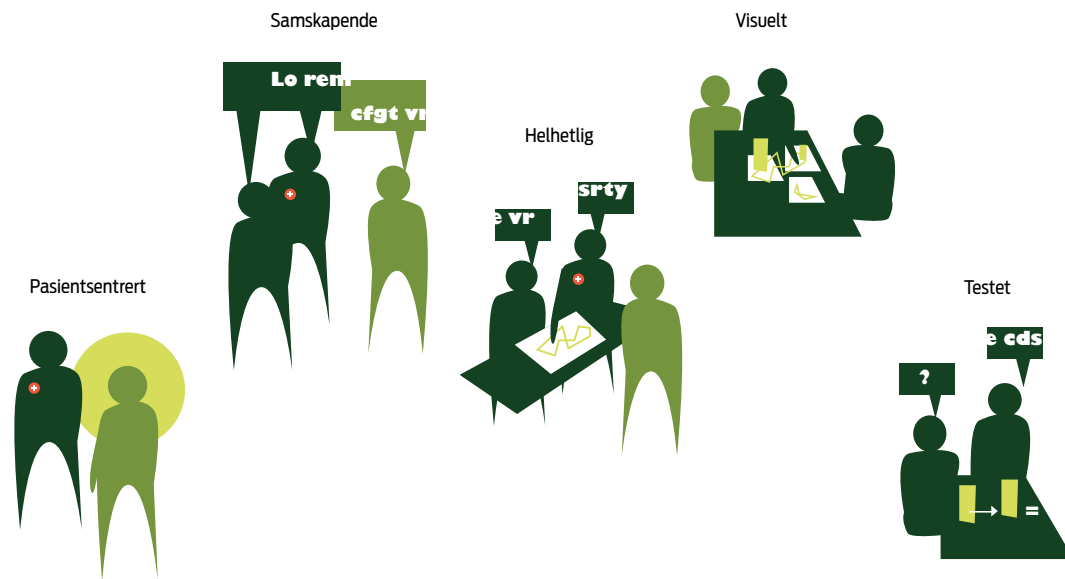 Samskapende
Lo rem
cfgt vr
Visuelt
Helhetlig
srty
e vr
Pasientsentrert
Testet
e cds
?
=